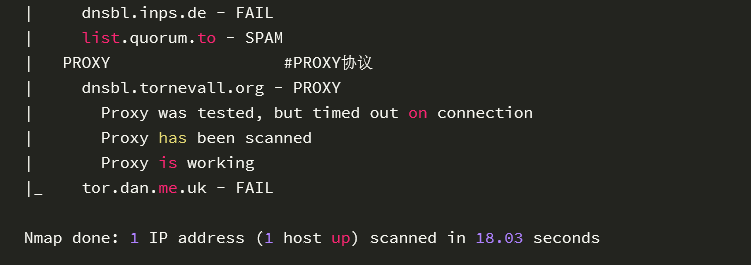 |     dnsbl.inps.de - FAIL
|     list.quorum.to - SPAM
|   PROXY                  #PROXY协议
|     dnsbl.tornevall.org - PROXY
|       Proxy was tested, but timed out on connection
|       Proxy has been scanned
|       Proxy is working
|_    tor.dan.me.uk - FAIL
Nmap done: 1 IP address (1 host up) scanned in 18.03 seconds